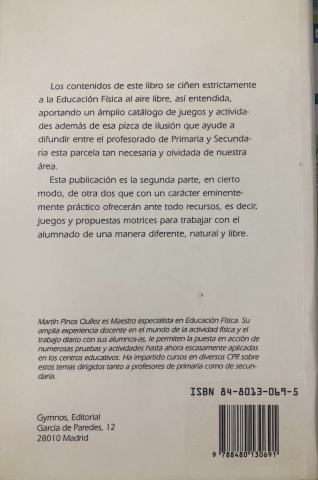 Los contenidos de este libro se ciñen estrictamente
a la Educación Física al aire libre, así entendida,
aportando un ámplio catálogo de juegos y activida-
des además de esa pizca de ilusión que ayude a
difundir entre el profesorado de Primaria y Secunda-
ria esta parcela tan necesaria y olvidada de nuestra
área.
Esta publicación es la segunda parte, en cierto
modo, de otra dos que con un carácter eminente-
mente práctico ofrecerán ante todo recursos, es decir,
juegos y propuestas motrices para trabajar con el
alumnado de una manera diferente, natural y libre.
Martín Pinos Quílez es Maestro especialista en Educación Física. Su
amplia experiencia docente en el mundo de la actividad física y el
trabajo diario con sus alumnos-as, le permiten la puesta en acción de
numerosas pruebas y actividades hasta ahora escasamente aplicadas
en los centros educativos. Ha impartido cursos en diversos CPR sobre
estos temas dirigidos tanto a profesores de primaria como de secun-
daria.
ISBN 84-8013-069-5
Gymnos, Editorial
García de Paredes, 12
28010 Madrid
9 788480 130691